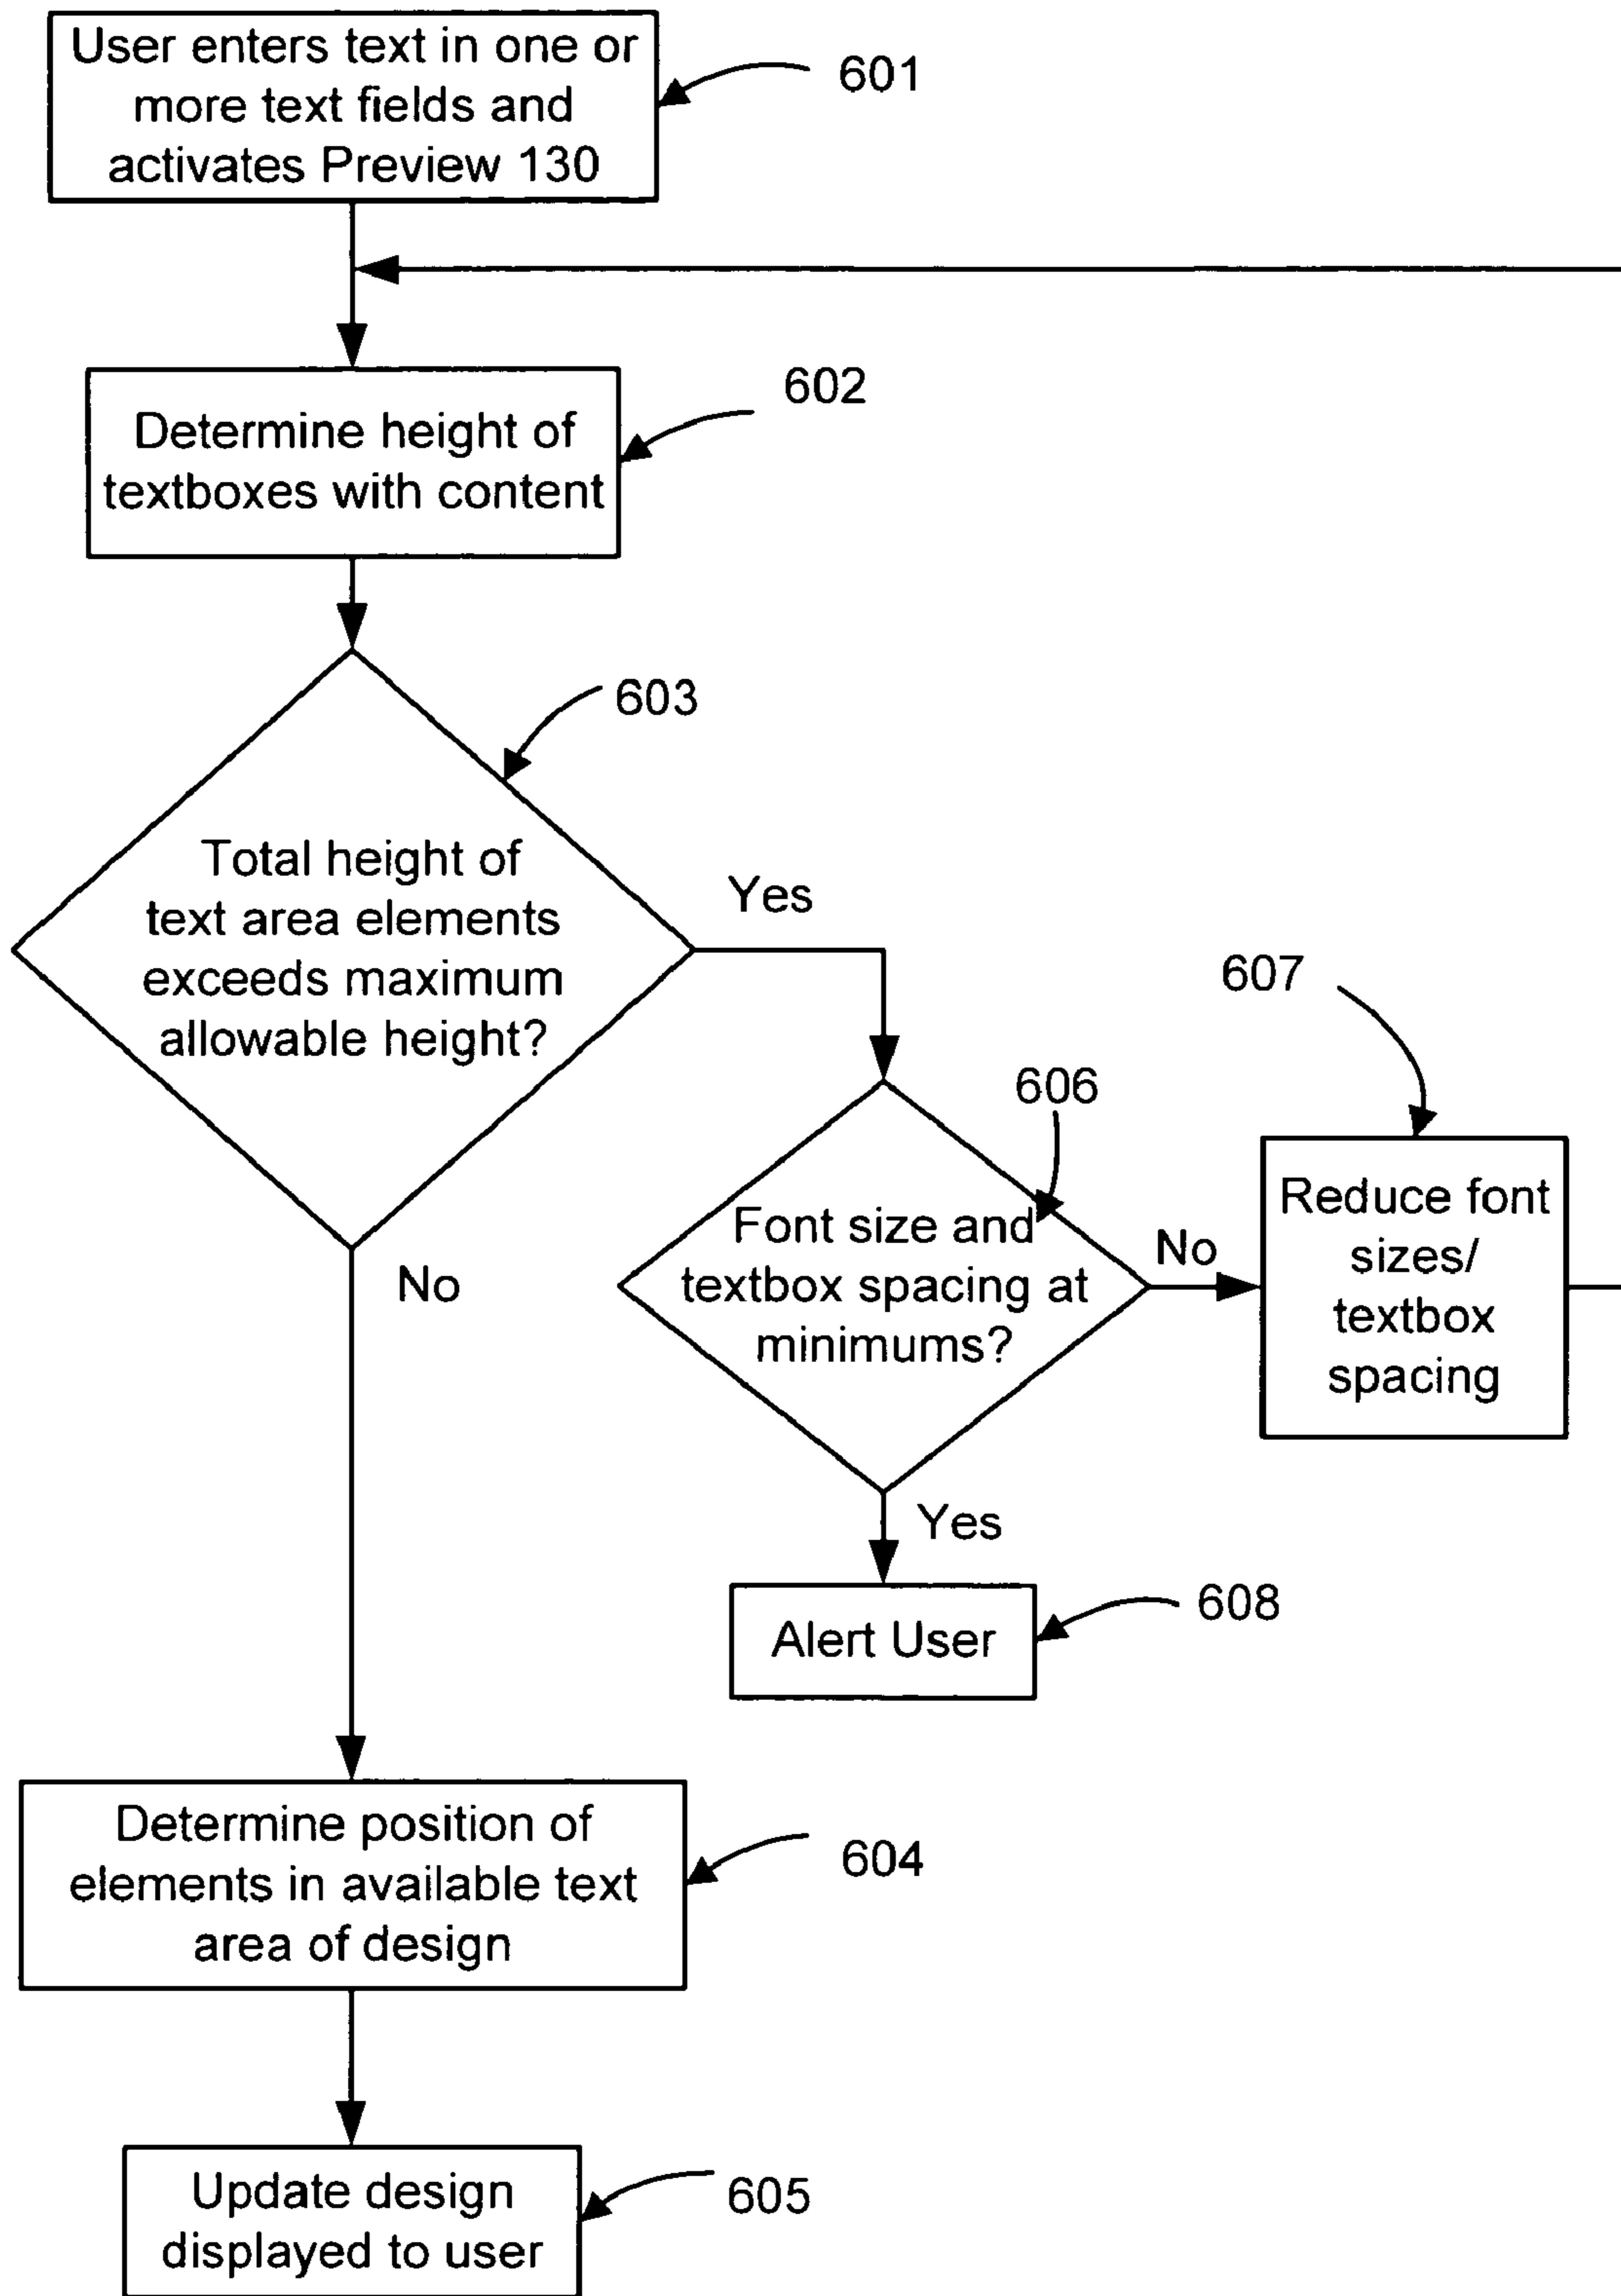 User enters text in one or
more text fields and
activates Preview 130
601
Determine height of
textboxes with content
602
603
Total height of
text area elements
exceeds maximum
allowable height?
Yes
No
606
Font size and
textbox spacing at
minimums?
No
607
Reduce font
sizes/
textbox
spacing
Yes
Alert User
608
Determine position of
elements in available text
area of design
604
Update design
displayed to user
605